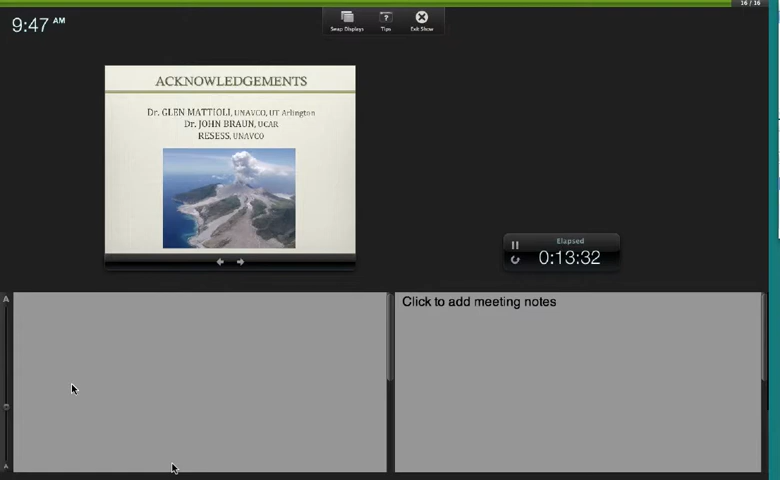 16 / 16
9:47 AM
Swap Displays
Tips
Exit Show
ACKNOWLEDGEMENTS
Dr. GLEN MATTIOLI, UNAVCO, UT Arlington
Dr. JOHN BRAUN, UCAR
RESESS, UNAVCO
Elapsed
0:13:32
A
Click to add meeting notes
A